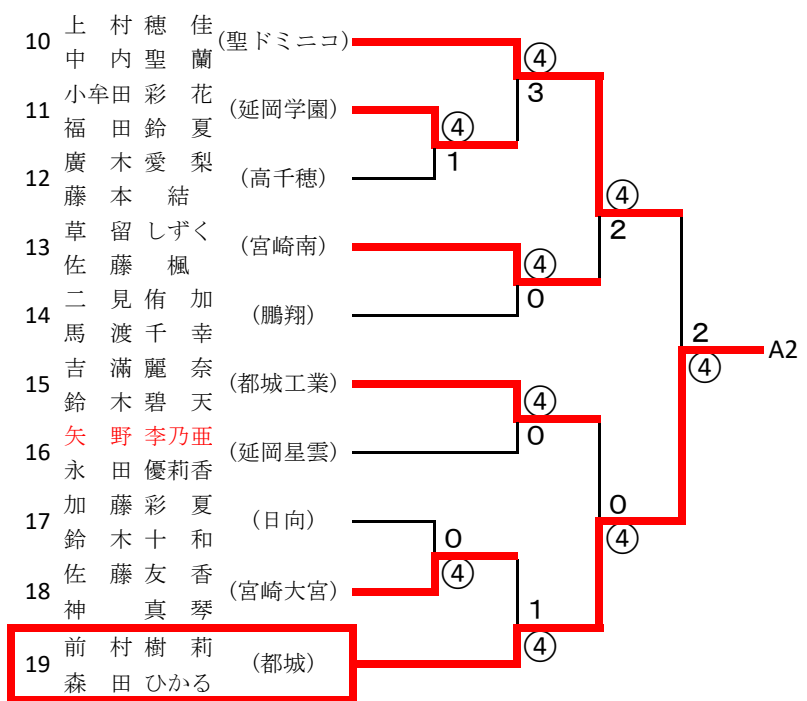 10 上村穂佳 (聖ドミニコ)
中内聖蘭
④
3
11 小牟田彩花 (延岡学園)
福田鈴夏
④
1
12 廣木愛梨 (高千穂)
藤本結
④
2
13 草留しずく (宮崎南)
佐藤楓
④
0
14 二見侑加 (鵬翔)
馬渡千幸
2
④
A2
15 吉滿麗奈 (都城工業)
鈴木碧天
④
0
16 矢野李乃亜 (延岡星雲)
永田優莉香
0
④
17 加藤彩夏 (日向)
鈴木十和
0
④
18 佐藤友香 (宮崎大宮)
神真琴
1
④
19 前村樹莉 (都城)
森田ひかる